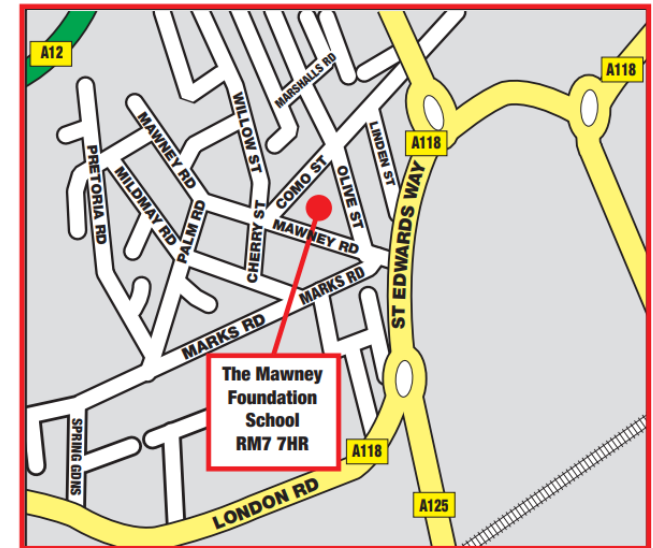 A12
A118
MARSHALLS RD
WILLOW ST
A118
MAWNEY RD
LINDEN ST
PRETORIA RD
COMO ST
OLIVE ST
MILDMAY RD
PALM RD
CHERRY ST
MAWNEY RD
ST EDWARDS WAY
MARKS RD
MARKS RD
The Mawney
Foundation
School
RM7 7HR
SPRING GDNS
A118
LONDON RD
A125